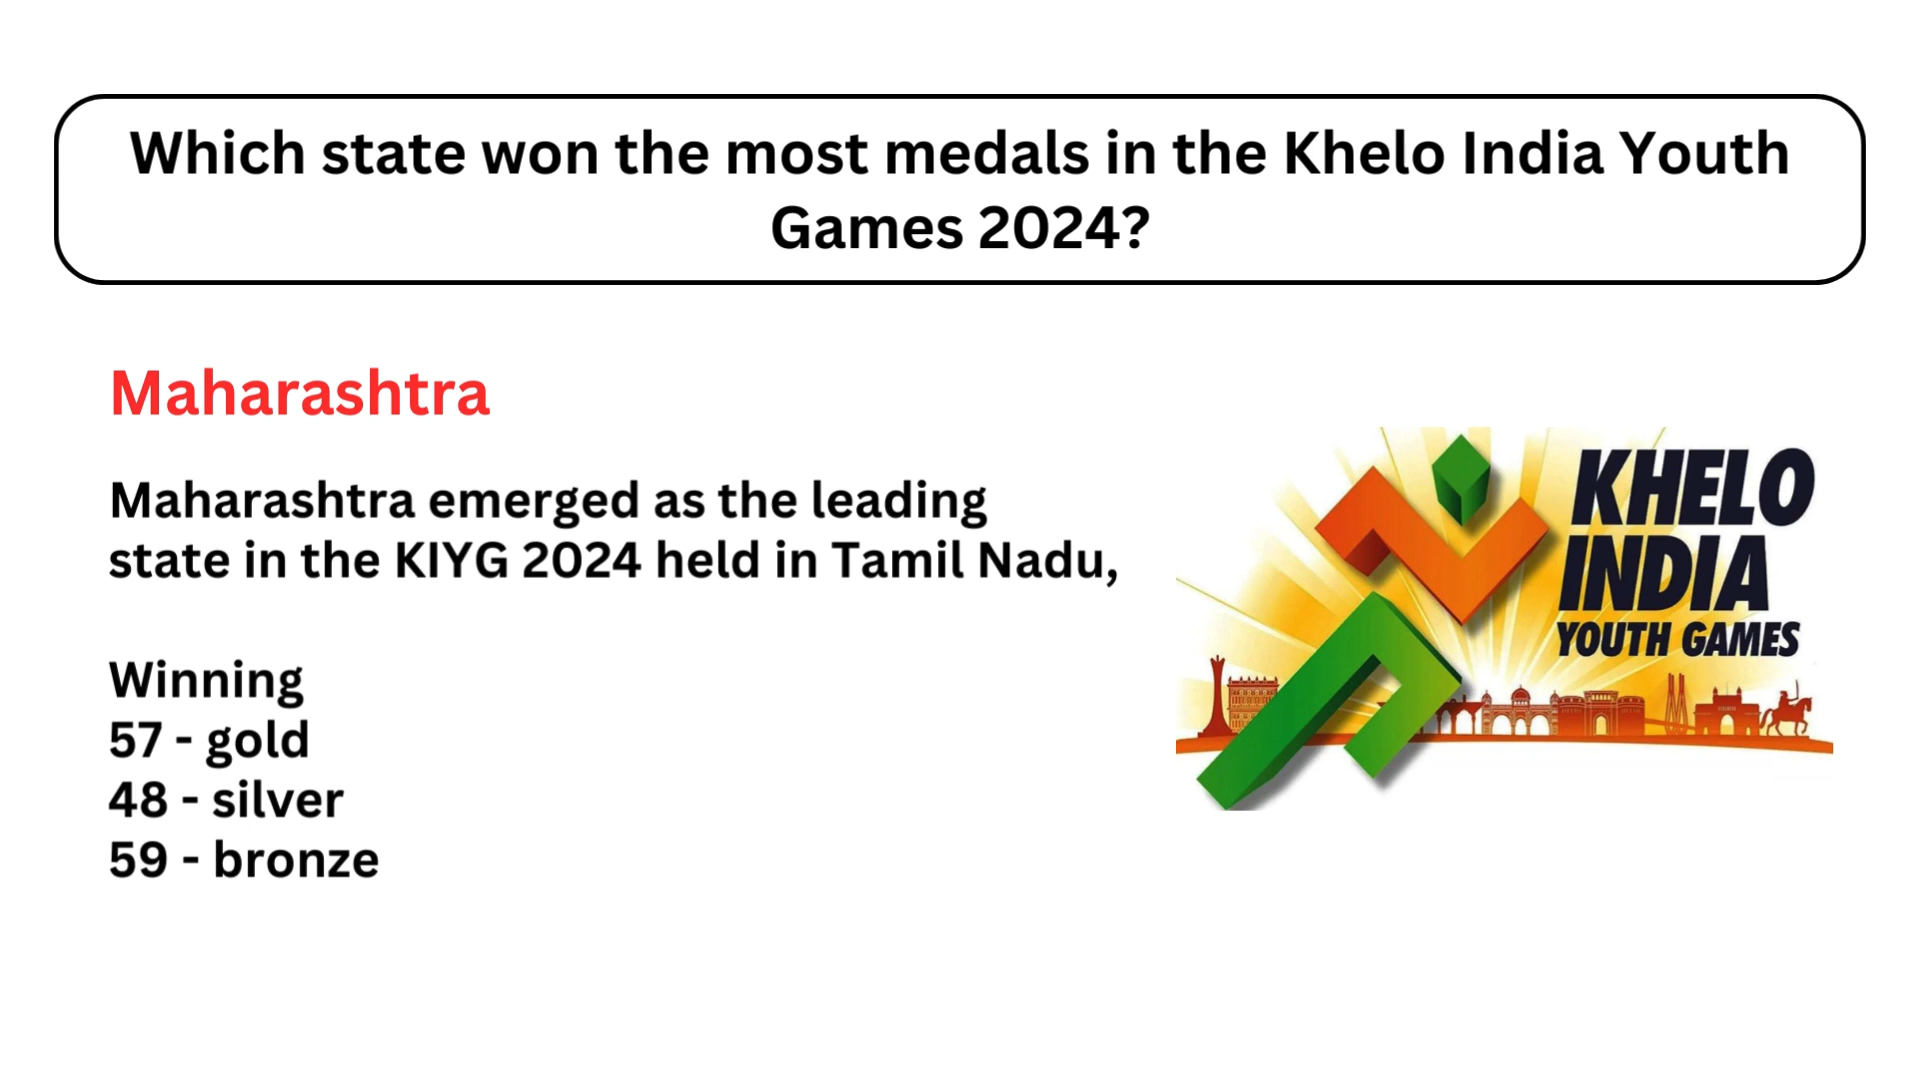 Which state won the most medals in the Khelo India Youth
Games 2024?
Maharashtra
Maharashtra emerged as the leading
state in the KIYG 2024 held in Tamil Nadu,
Winning
57 - gold
48 - silver
59 - bronze
KHELO
INDIA
YOUTH GAMES